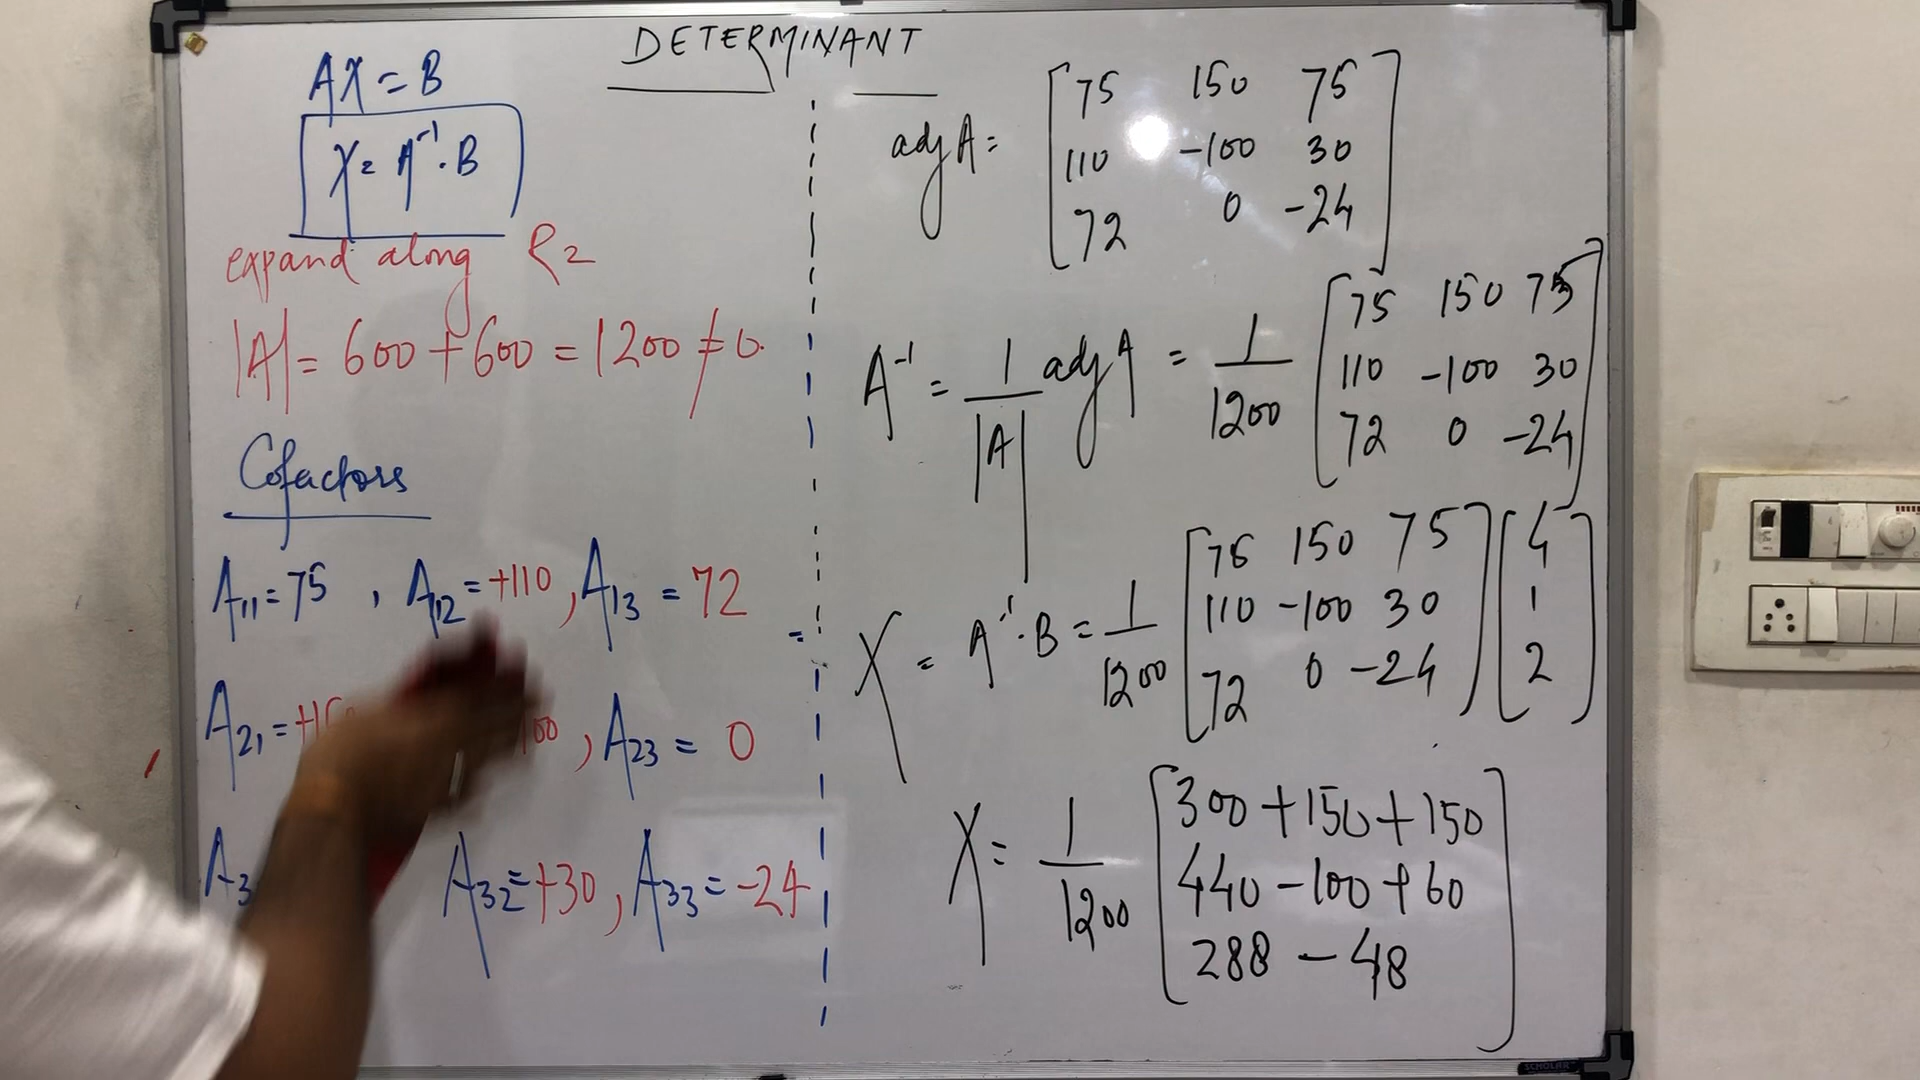 DETERMINANT
AX = B
X = A⁻¹ · B
expand along R2
|A| = 600 + 600 = 1200 ≠ 0.
Cofactors
A11 = 75 , A12 = +110 , A13 = 72
A21 = , A23 = 0
A32 = +30 , A33 = -24
adj A = [ 75 150 75
110 -100 30
72 0 -24 ]
A⁻¹ = 1/|A| adj A = 1/1200 [ 75 150 75
110 -100 30
72 0 -24 ]
X = A⁻¹ · B = 1/1200 [ 75 150 75
110 -100 30
72 0 -24 ] [ 4
1
2 ]
X = 1/1200 [ 300 + 150 + 150
440 - 100 + 60
288 - 48 ]
SCHOLAR